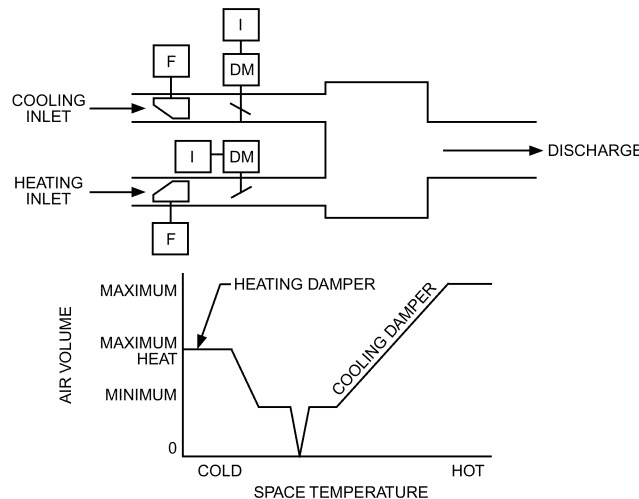 I
F
DM
COOLING
INLET
I
DM
HEATING
INLET
DISCHARGE
F
MAXIMUM
HEATING DAMPER
AIR VOLUME
MAXIMUM
HEAT
COOLING DAMPER
MINIMUM
0
COLD
HOT
SPACE TEMPERATURE